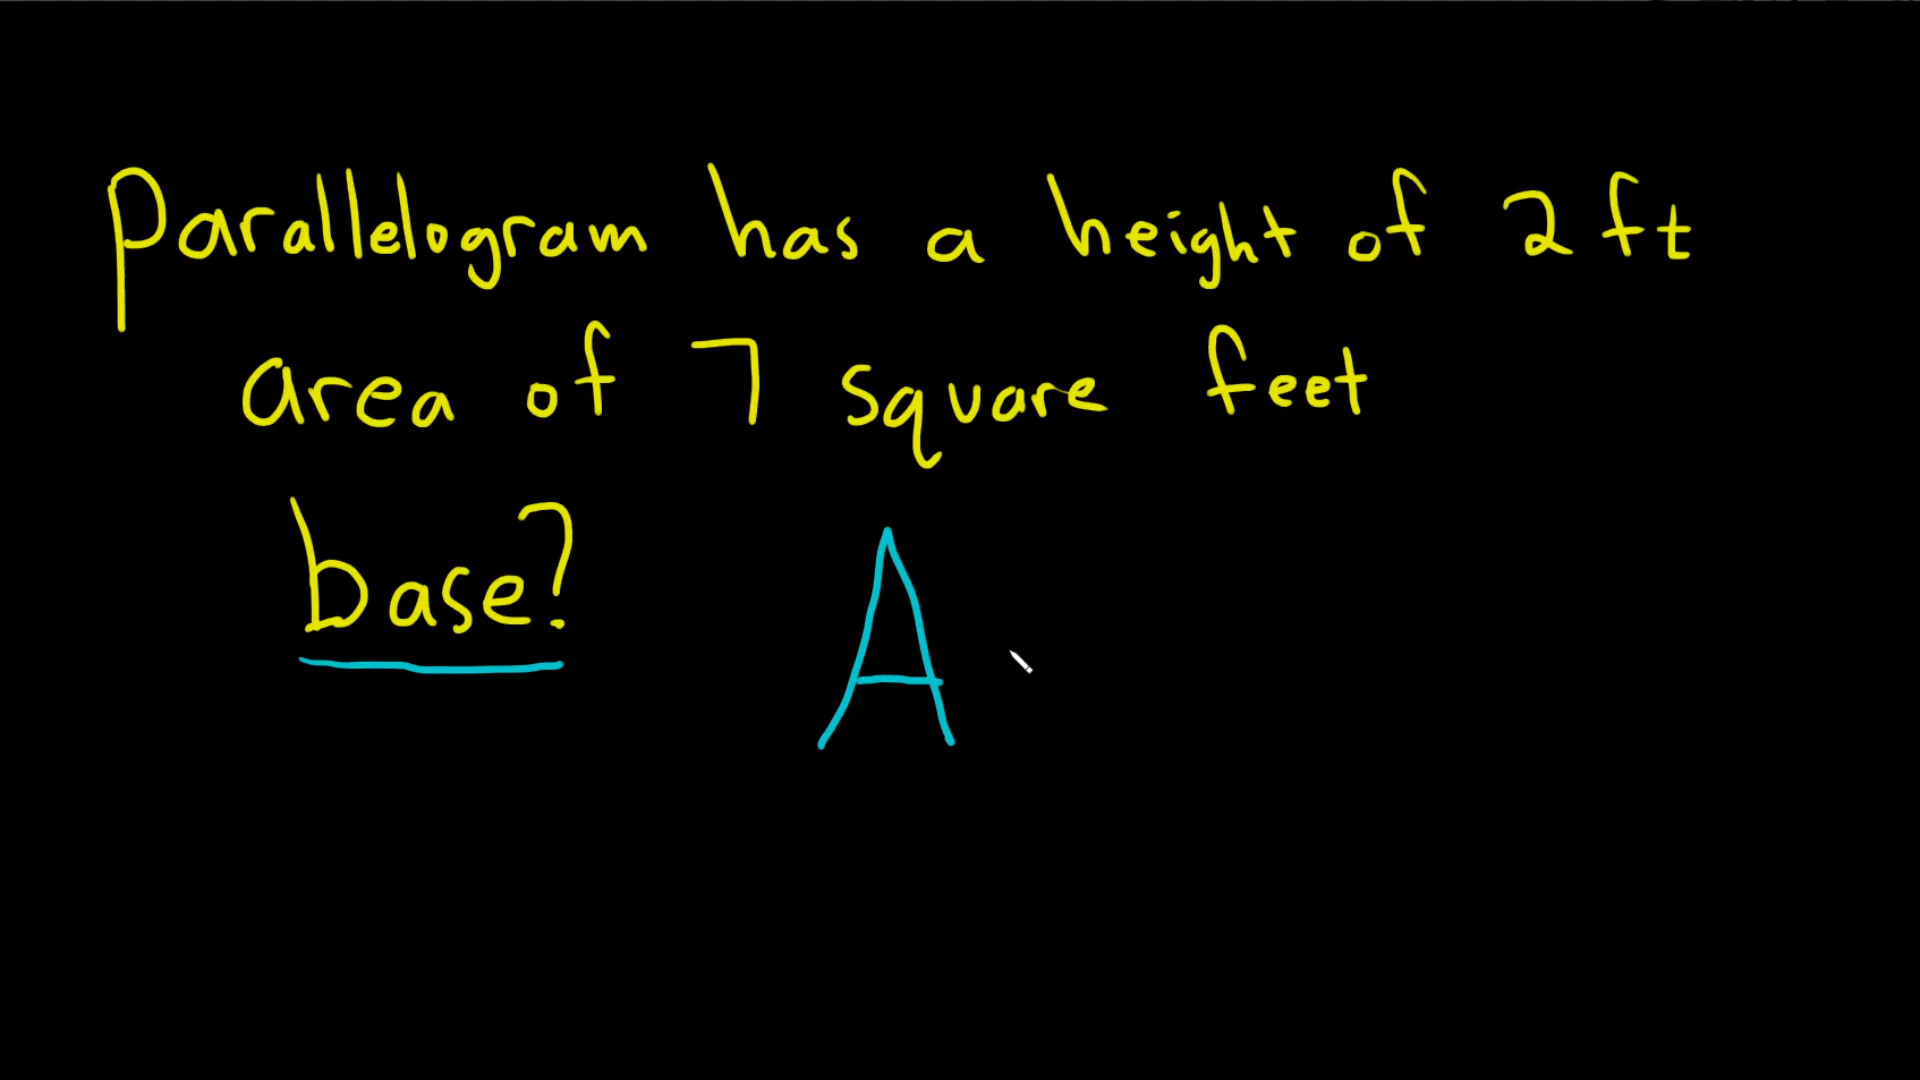 Parallelogram has a height of 2 ft
area of 7 square feet
base?
A